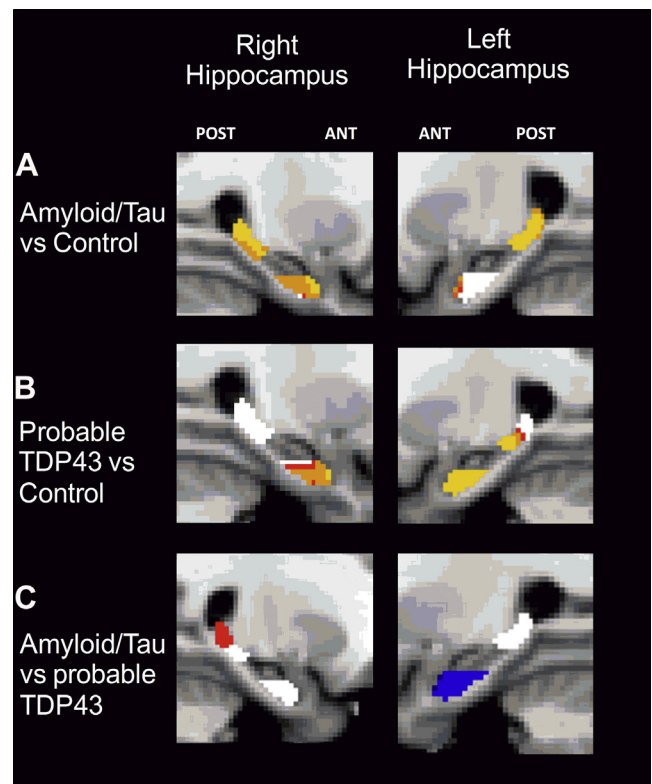 Right
Hippocampus
Left
Hippocampus
POST
ANT
ANT
POST
A
Amyloid/Tau
vs Control
B
Probable
TDP43 vs
Control
C
Amyloid/Tau
vs probable
TDP43